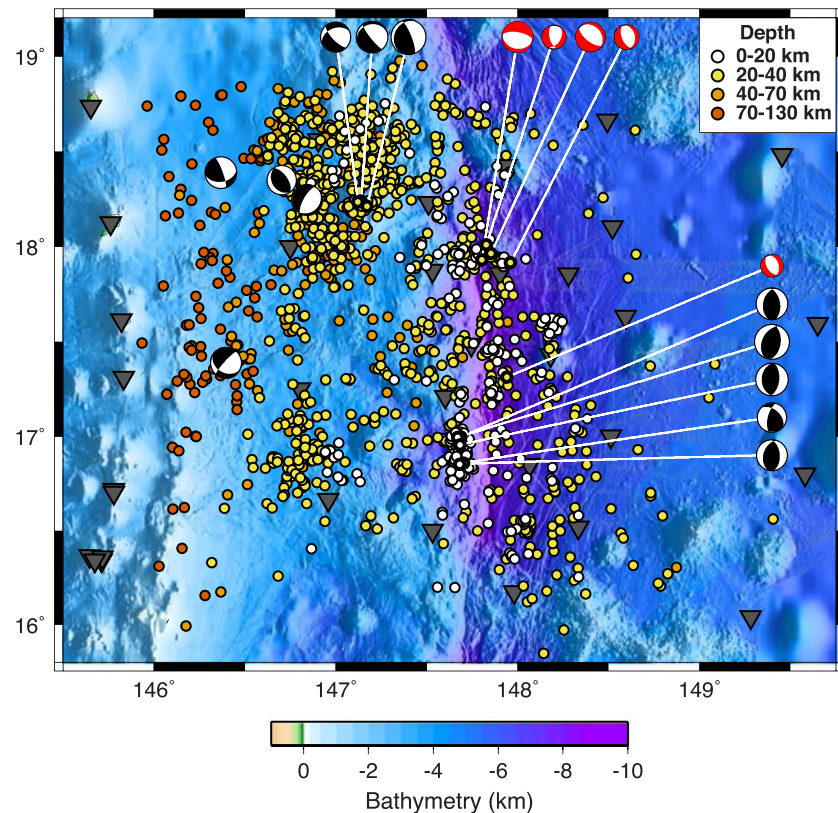 19°
18°
17°
16°
Depth
0-20 km
20-40 km
40-70 km
70-130 km
146° 147° 148° 149°
0 -2 -4 -6 -8 -10
Bathymetry (km)